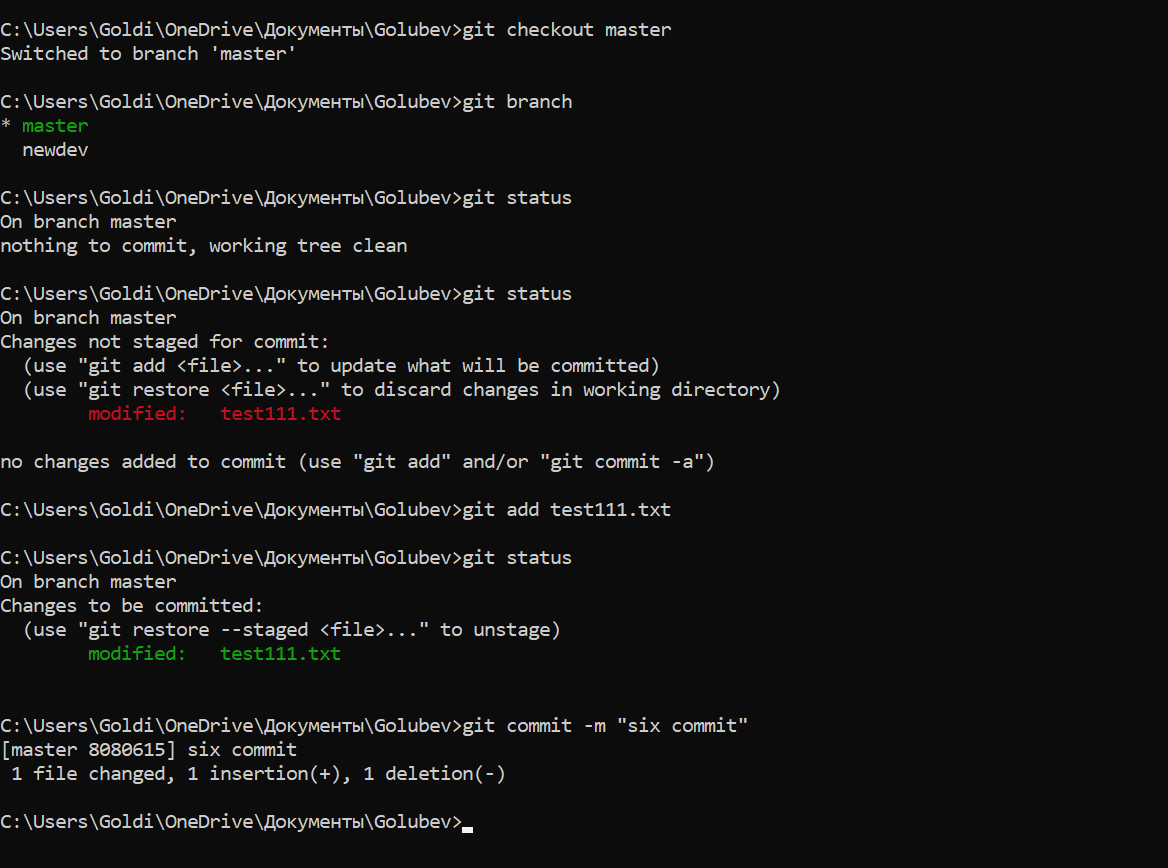 C:\Users\Goldi\OneDrive\Документы\Golubev>git checkout master
Switched to branch 'master'
C:\Users\Goldi\OneDrive\Документы\Golubev>git branch
* master
  newdev
C:\Users\Goldi\OneDrive\Документы\Golubev>git status
On branch master
nothing to commit, working tree clean
C:\Users\Goldi\OneDrive\Документы\Golubev>git status
On branch master
Changes not staged for commit:
  (use "git add <file>..." to update what will be committed)
  (use "git restore <file>..." to discard changes in working directory)
        modified:   test111.txt
no changes added to commit (use "git add" and/or "git commit -a")
C:\Users\Goldi\OneDrive\Документы\Golubev>git add test111.txt
C:\Users\Goldi\OneDrive\Документы\Golubev>git status
On branch master
Changes to be committed:
  (use "git restore --staged <file>..." to unstage)
        modified:   test111.txt
C:\Users\Goldi\OneDrive\Документы\Golubev>git commit -m "six commit"
[master 8080615] six commit
 1 file changed, 1 insertion(+), 1 deletion(-)
C:\Users\Goldi\OneDrive\Документы\Golubev>